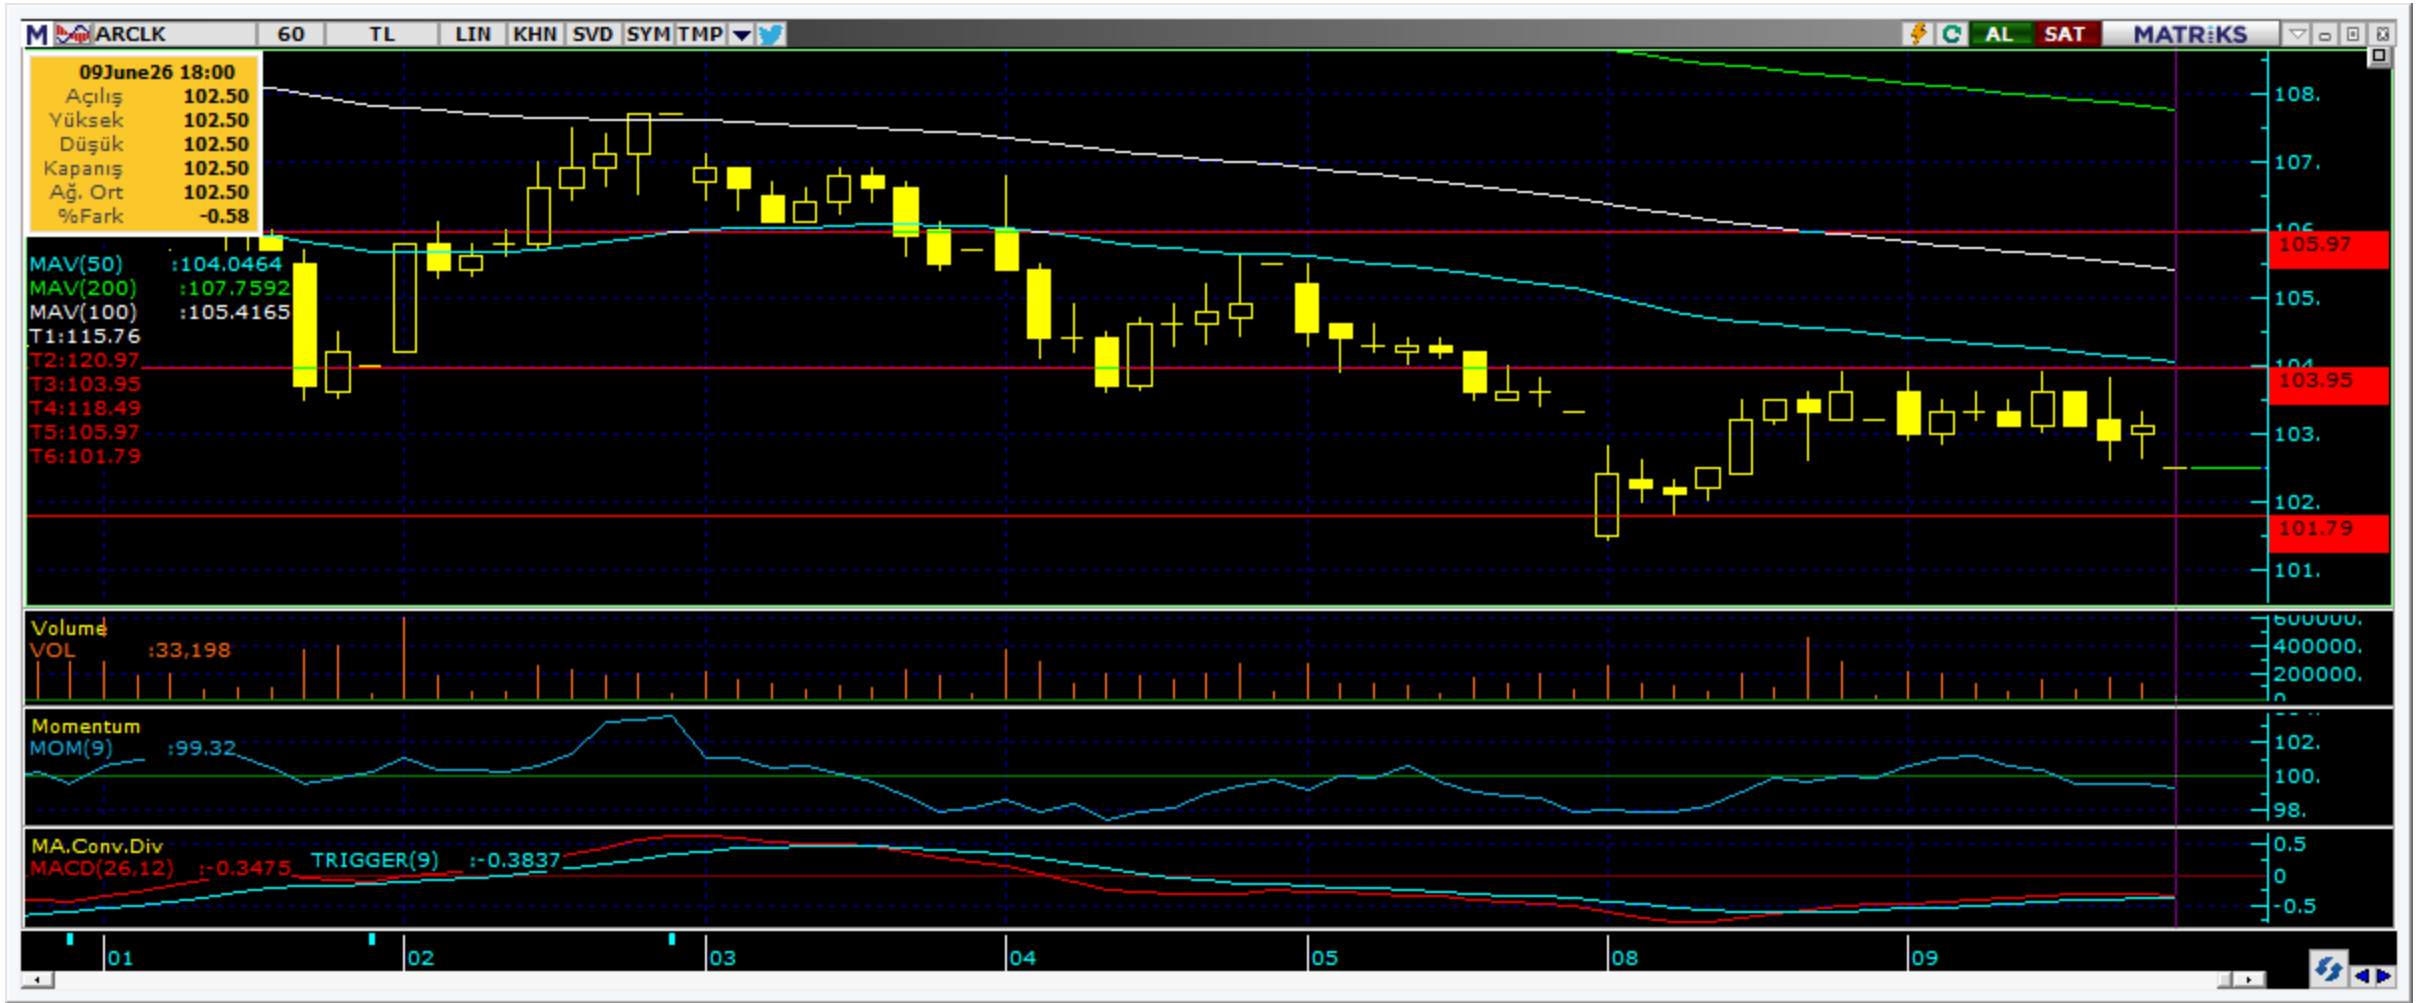 M ARCLK 60 TL LIN KHN SVD SYM TMP AL SAT MATRiKS
09June26 18:00
Açılış 102.50
Yüksek 102.50
Düşük 102.50
Kapanış 102.50
Ağ. Ort 102.50
%Fark -0.58
MAV(50) :104.0464
MAV(200) :107.7592
MAV(100) :105.4165
T1:115.76
T2:120.97
T3:103.95
T4:118.49
T5:105.97
T6:101.79
108.
107.
106.
105.97
105.
104.
103.95
103.
102.
101.79
101.
Volume
VOL :33,198
600000.
400000.
200000.
0
Momentum
MOM(9) :99.32
102.
100.
98.
MA.Conv.Div
MACD(26,12) :-0.3475 TRIGGER(9) :-0.3837
0.5
0
-0.5
01 02 03 04 05 08 09